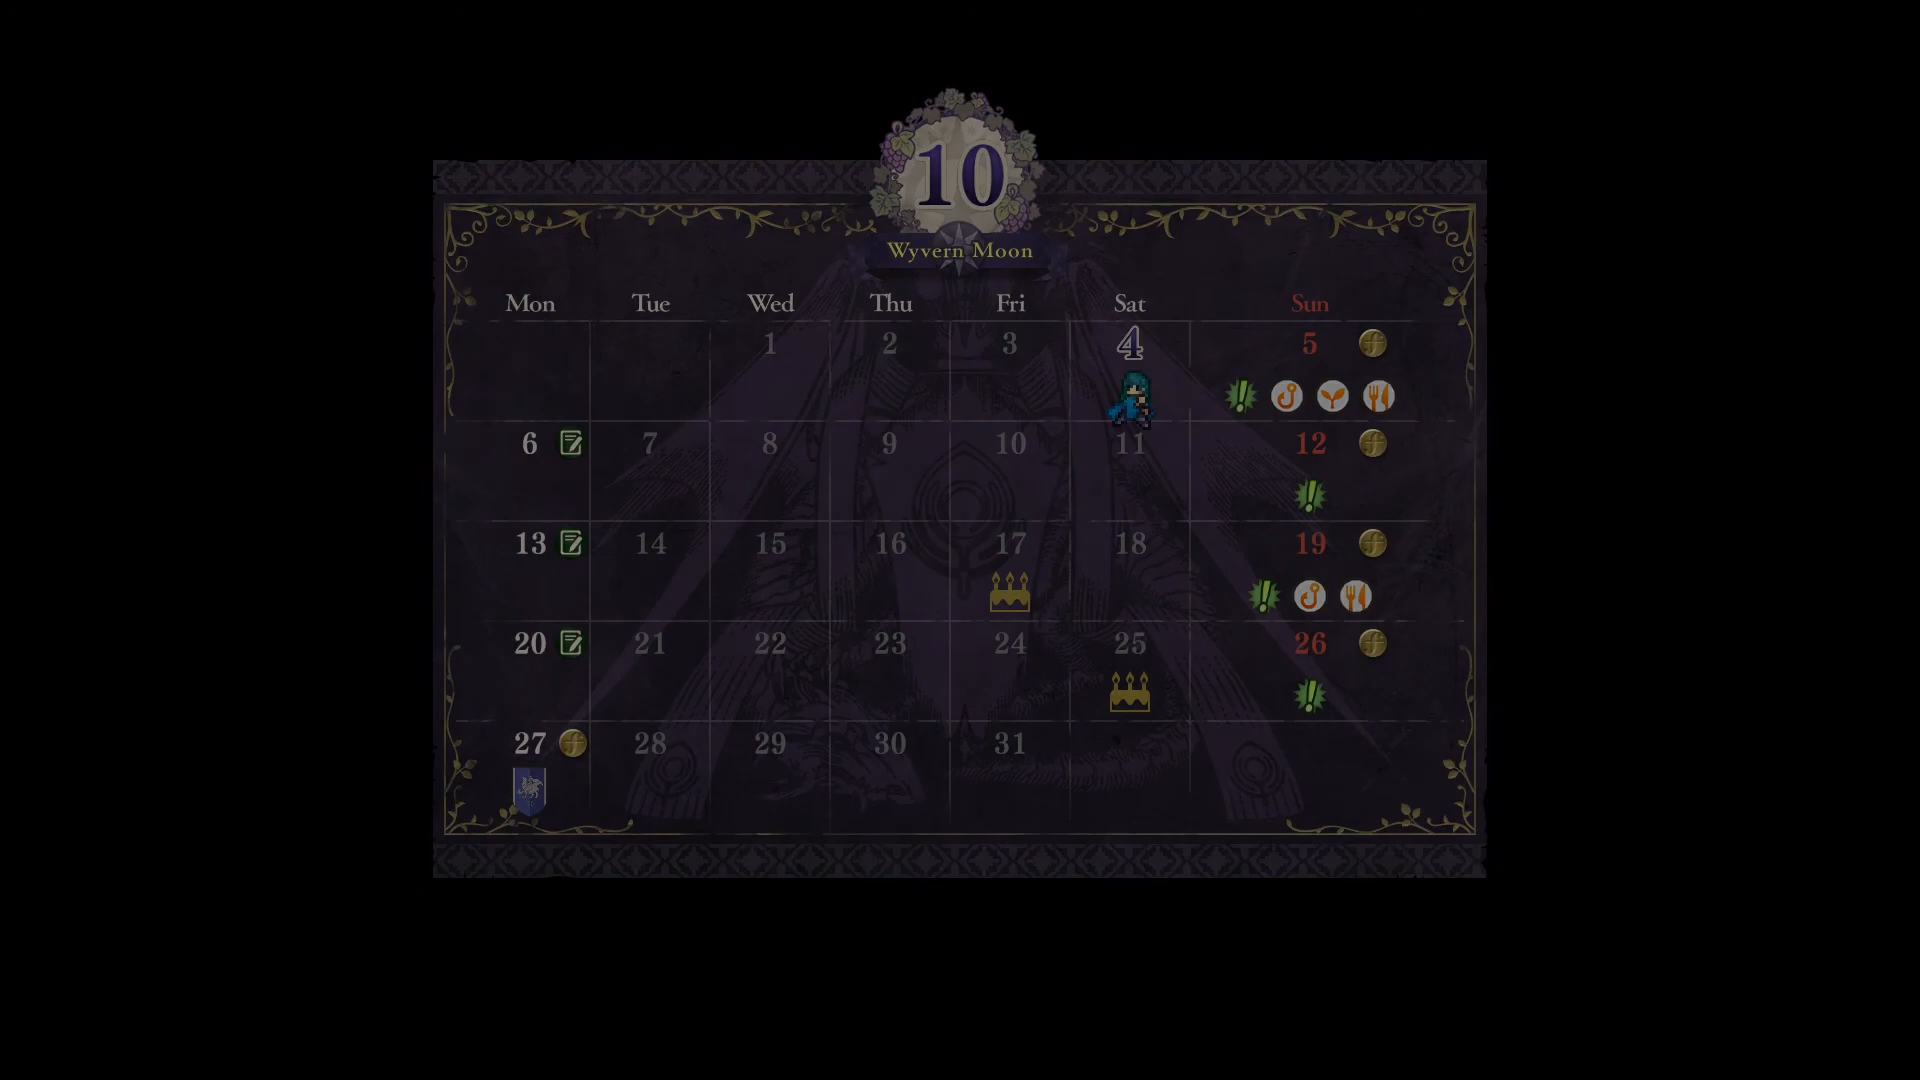 10
Wyvern Moon
Mon Tue Wed Thu Fri Sat Sun
1 2 3 4 5
6 7 8 9 10 11 12
13 14 15 16 17 18 19
20 21 22 23 24 25 26
27 28 29 30 31